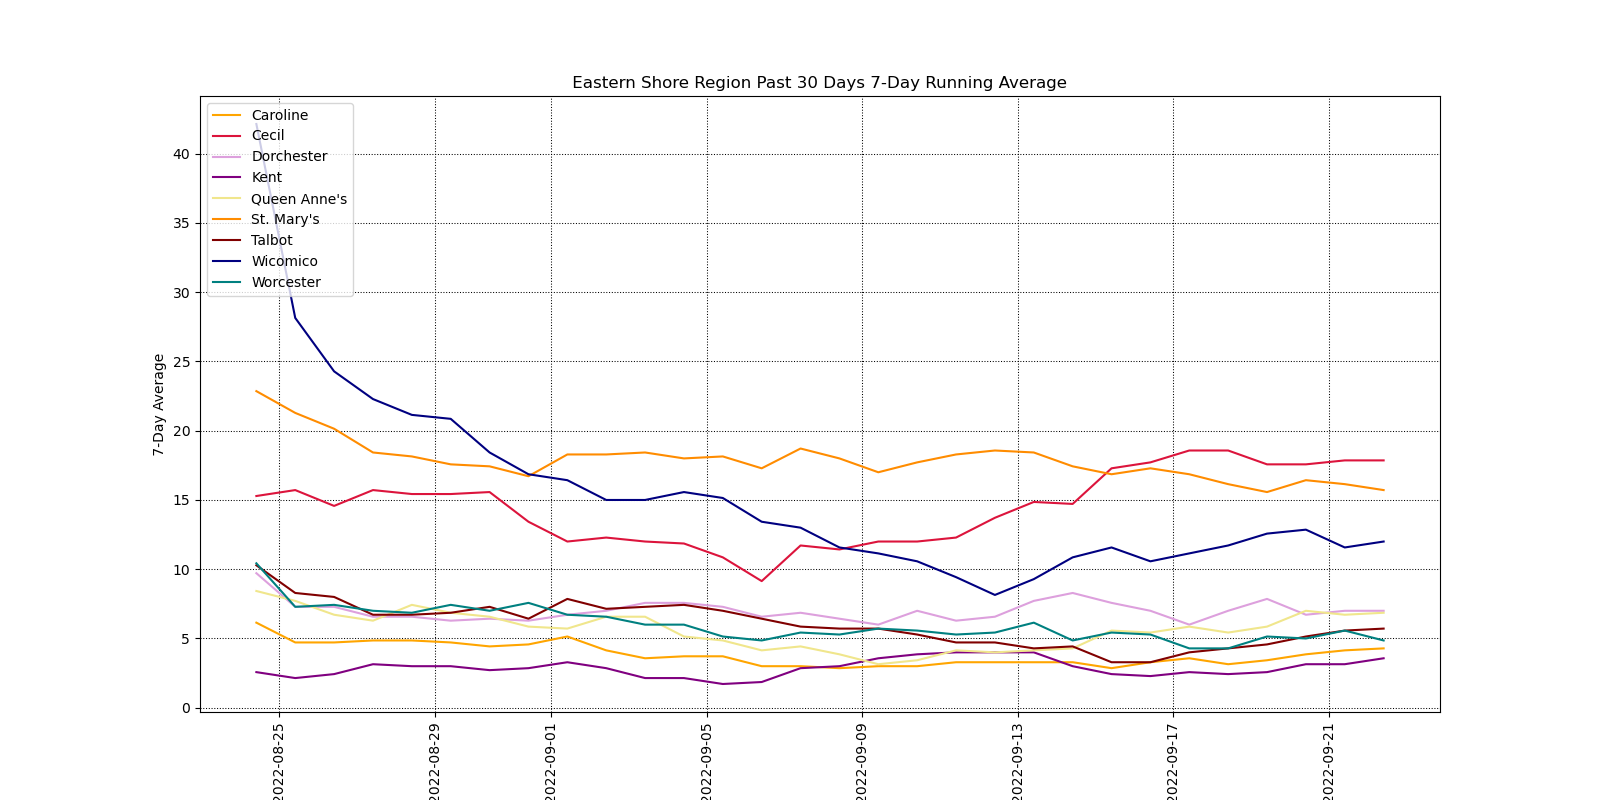 Eastern Shore Region Past 30 Days 7-Day Running Average
Caroline
Cecil
Dorchester
Kent
Queen Anne's
St. Mary's
Talbot
Wicomico
Worcester
7-Day Average
40
35
30
25
20
15
10
5
0
2022-08-25
2022-08-29
2022-09-01
2022-09-05
2022-09-09
2022-09-13
2022-09-17
2022-09-21